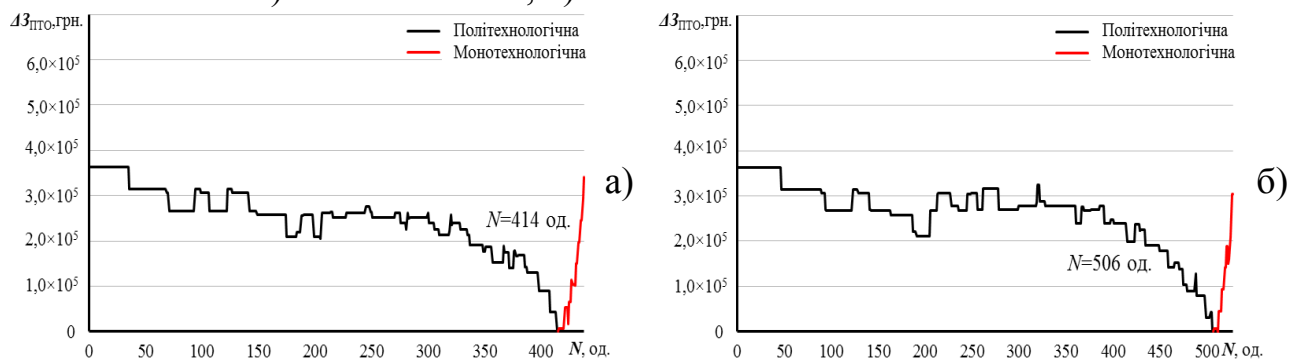 ΔЗПТО,грн.
Політехнологічна
Монотехнологічна
6,0×10⁵
5,0×10⁵
4,0×10⁵
3,0×10⁵
2,0×10⁵
1,0×10⁵
0
N=414 од.
0 50 100 150 200 250 300 350 400 N, од.
а)
ΔЗПТО,грн.
Політехнологічна
Монотехнологічна
6,0×10⁵
5,0×10⁵
4,0×10⁵
3,0×10⁵
2,0×10⁵
1,0×10⁵
0
N=506 од.
0 50 100 150 200 250 300 350 400 450 500 N, од.
б)